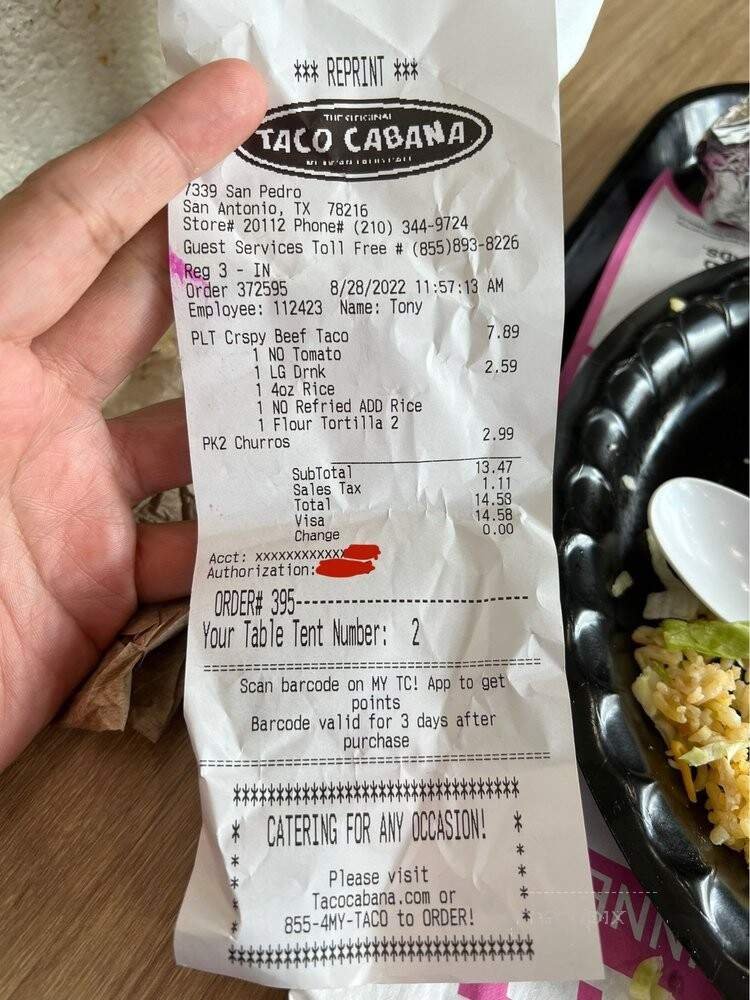 *** REPRINT ***
THE ORIGINAL
TACO CABANA
7339 San Pedro
San Antonio, TX 78216
Store# 20112 Phone# (210) 344-9724
Guest Services Toll Free # (855)893-8226
Reg 3 - IN
Order 372595 8/28/2022 11:57:13 AM
Employee: 112423 Name: Tony
PLT Crspy Beef Taco 7.89
1 NO Tomato
1 LG Drnk 2.59
1 4oz Rice
1 NO Refried ADD Rice
1 Flour Tortilla 2
PK2 Churros 2.99
SubTotal 13.47
Sales Tax 1.11
Total 14.58
Visa 14.58
Change 0.00
Acct: XXXXXXXXXXXX
Authorization:
ORDER# 395
Your Table Tent Number: 2
Scan barcode on MY TC! App to get
points
Barcode valid for 3 days after
purchase
CATERING FOR ANY OCCASION!
Please visit
Tacocabana.com or
855-4MY-TACO to ORDER!